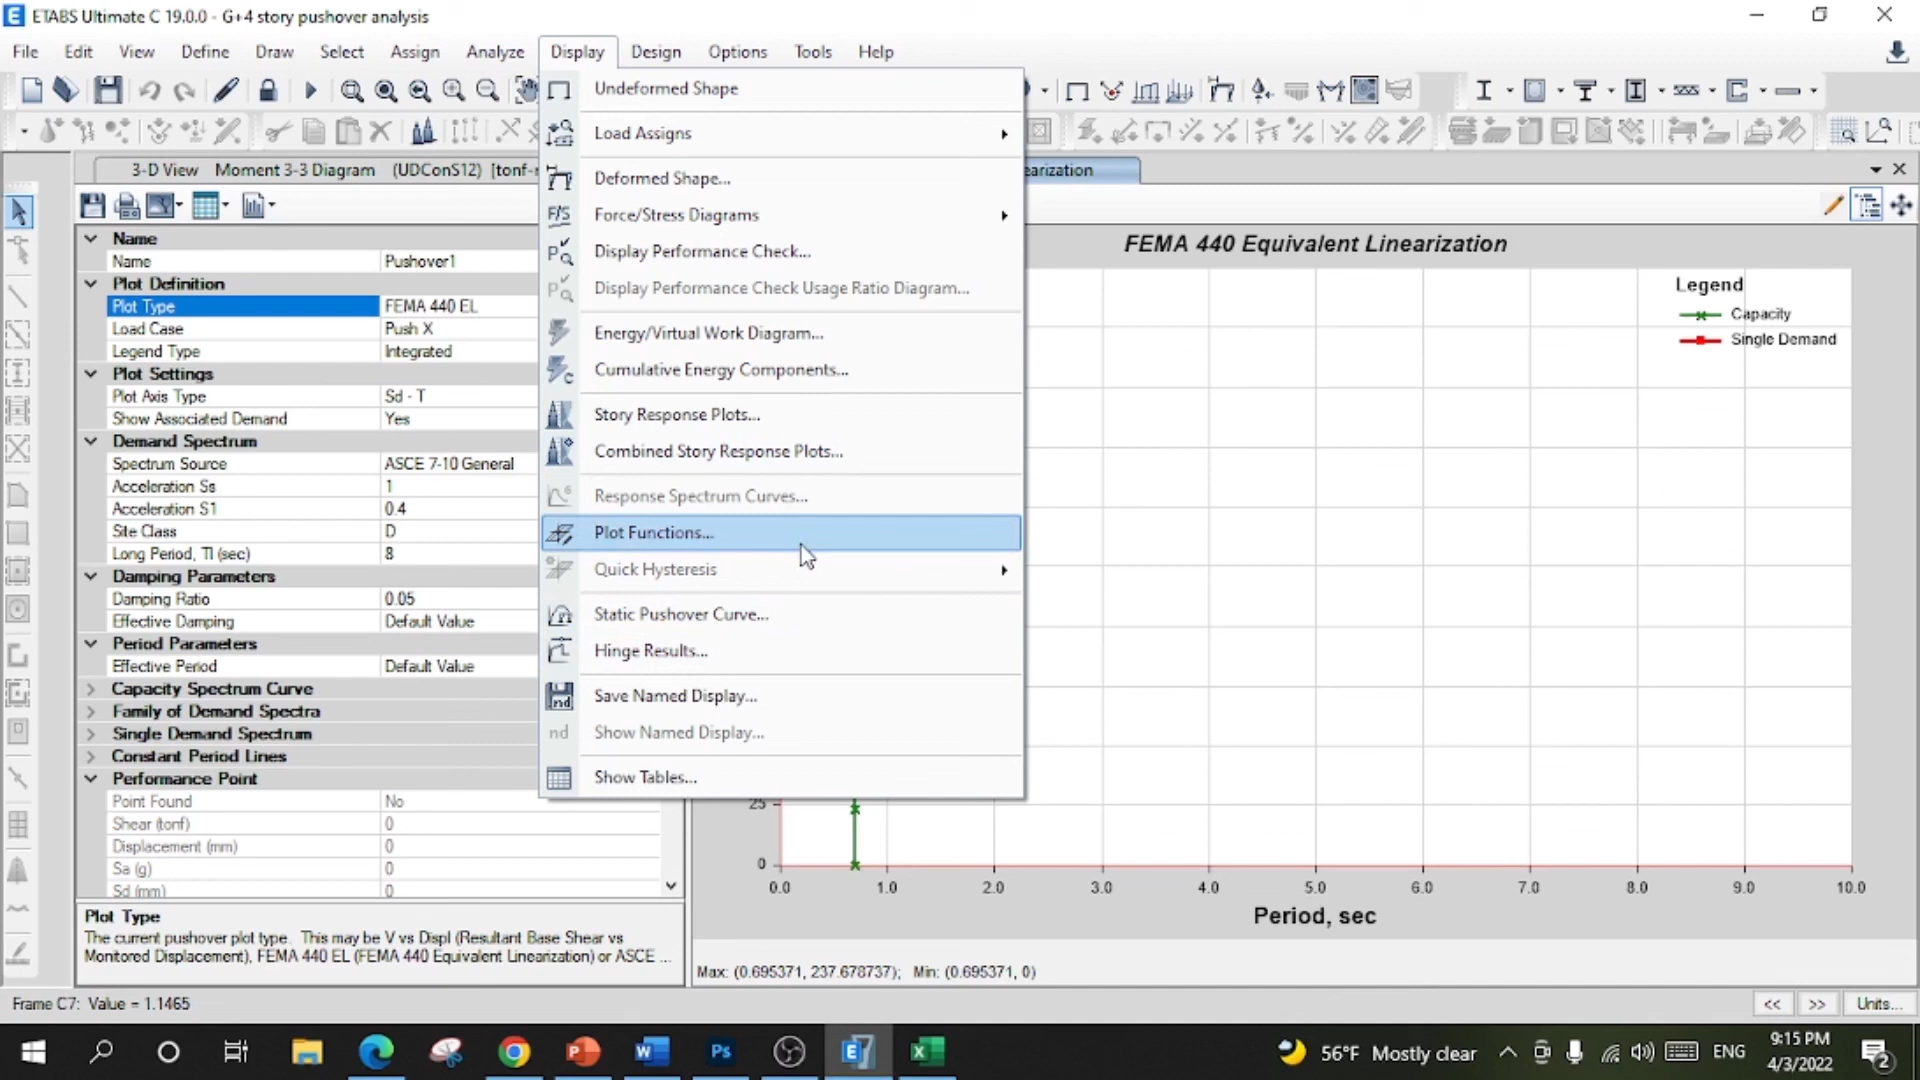 ETABS Ultimate C 19.0.0 - G+4 story pushover analysis
File Edit View Define Draw Select Assign Analyze Display Design Options Tools Help
Undeformed Shape
Load Assigns
Deformed Shape...
Force/Stress Diagrams
Display Performance Check...
Display Performance Check Usage Ratio Diagram...
Energy/Virtual Work Diagram...
Cumulative Energy Components...
Story Response Plots...
Combined Story Response Plots...
Response Spectrum Curves...
Plot Functions...
Quick Hysteresis
Static Pushover Curve...
Hinge Results...
Save Named Display...
nd Show Named Display...
Show Tables...
3-D View Moment 3-3 Diagram (UDConS12) [tonf-
earization
Name
Name Pushover1
Plot Definition
Plot Type FEMA 440 EL
Load Case Push X
Legend Type Integrated
Plot Settings
Plot Axis Type Sd - T
Show Associated Demand Yes
Demand Spectrum
Spectrum Source ASCE 7-10 General
Acceleration Ss 1
Acceleration S1 0.4
Site Class D
Long Period, Tl (sec) 8
Damping Parameters
Damping Ratio 0.05
Effective Damping Default Value
Period Parameters
Effective Period Default Value
Capacity Spectrum Curve
Family of Demand Spectra
Single Demand Spectrum
Constant Period Lines
Performance Point
Point Found No
Shear (tonf) 0
Displacement (mm) 0
Sa (g) 0
Sd (mm) 0
Plot Type
The current pushover plot type. This may be V vs Displ (Resultant Base Shear vs
Monitored Displacement), FEMA 440 EL (FEMA 440 Equivalent Linearization) or ASCE ...
FEMA 440 Equivalent Linearization
Legend
Capacity
Single Demand
25
0
0.0 1.0 2.0 3.0 4.0 5.0 6.0 7.0 8.0 9.0 10.0
Period, sec
Max: (0.695371, 237.678737); Min: (0.695371, 0)
Frame C7: Value = 1.1465
<< >> Units...
56°F Mostly clear
ENG
9:15 PM
4/3/2022
2